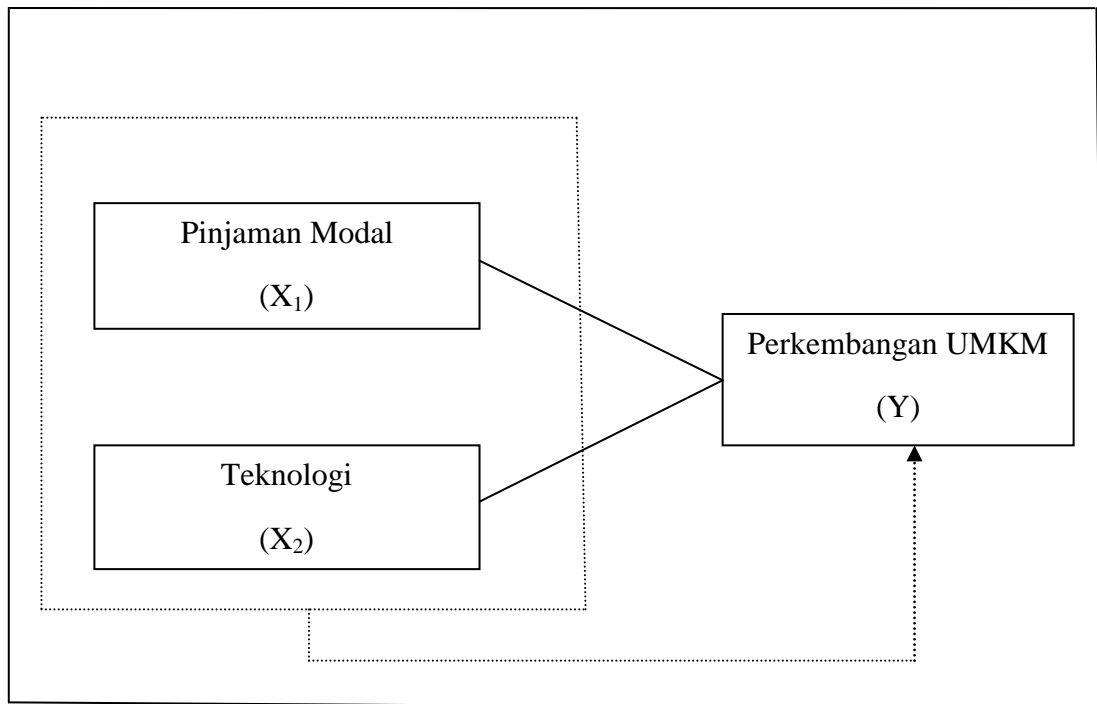 Pinjaman Modal
(X₁)
Perkembangan UMKM
(Y)
Teknologi
(X₂)